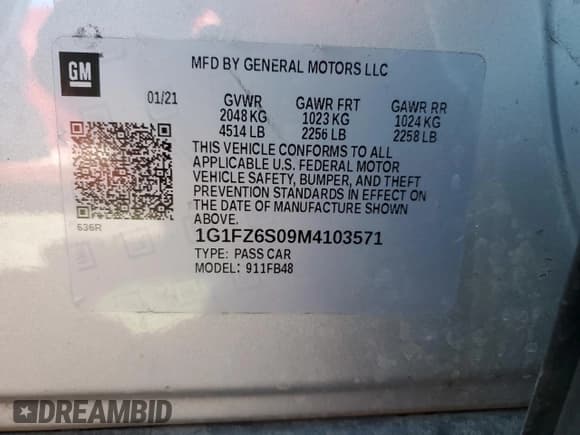 GM
MFD BY GENERAL MOTORS LLC
01/21 GVWR GAWR FRT GAWR RR
2048 KG 1023 KG 1024 KG
4514 LB 2256 LB 2258 LB
THIS VEHICLE CONFORMS TO ALL
APPLICABLE U.S. FEDERAL MOTOR
VEHICLE SAFETY, BUMPER, AND THEFT
PREVENTION STANDARDS IN EFFECT ON
THE DATE OF MANUFACTURE SHOWN
ABOVE.
636R
1G1FZ6S09M4103571
TYPE: PASS CAR
MODEL: 911FB48
DREAMBID